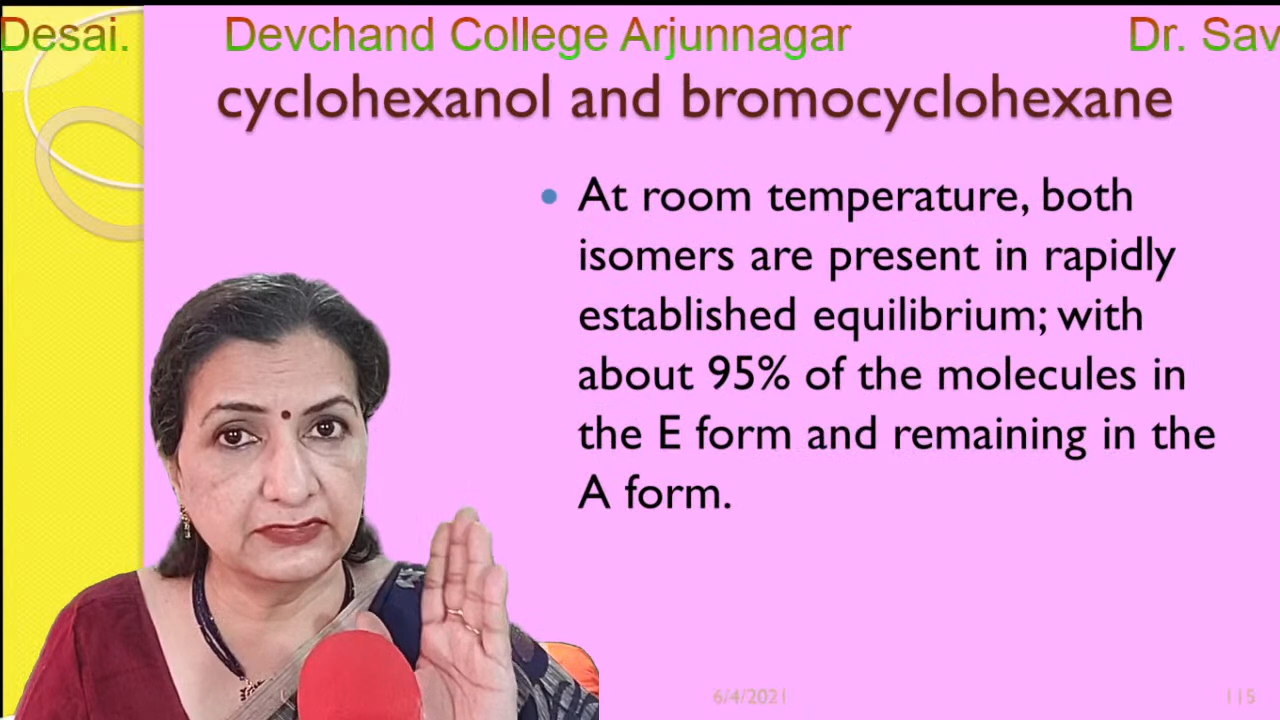 Desai. Devchand College Arjunnagar Dr. Sav
cyclohexanol and bromocyclohexane
• At room temperature, both
isomers are present in rapidly
established equilibrium; with
about 95% of the molecules in
the E form and remaining in the
A form.
6/4/2021 115